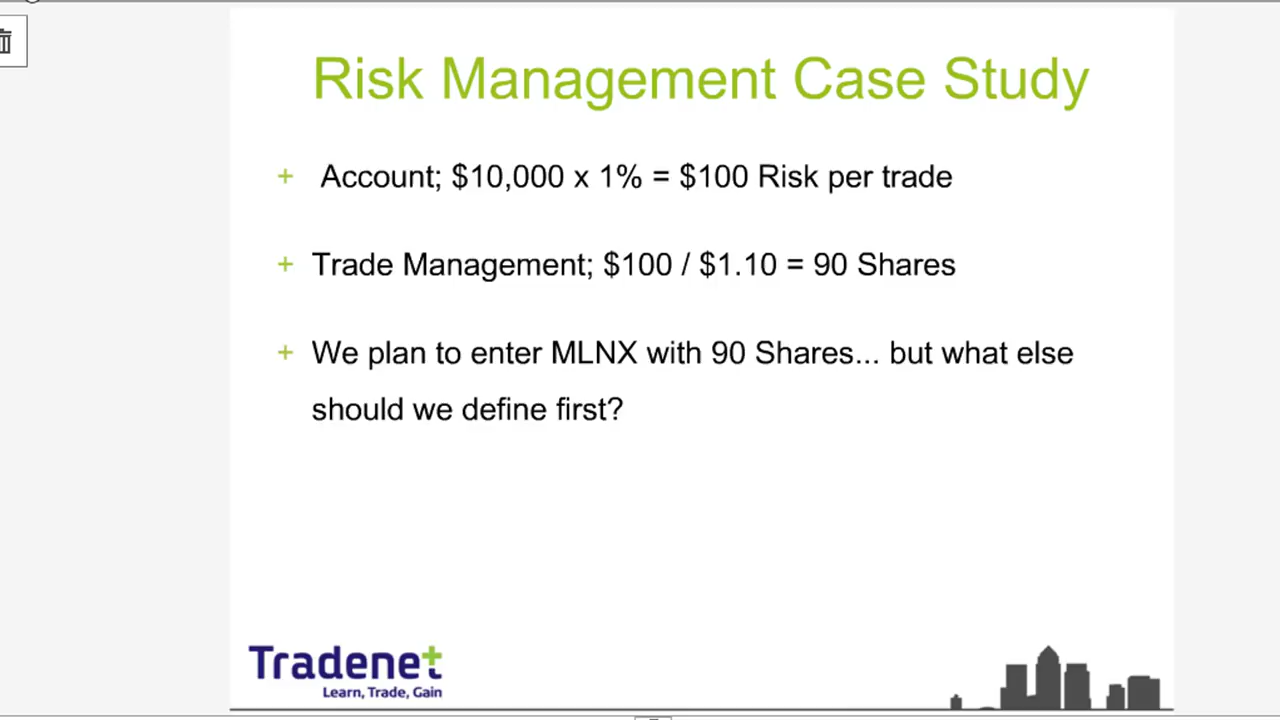 Risk Management Case Study
+ Account; $10,000 x 1% = $100 Risk per trade
+ Trade Management; $100 / $1.10 = 90 Shares
+ We plan to enter MLNX with 90 Shares... but what else
should we define first?
Tradenet
Learn, Trade, Gain